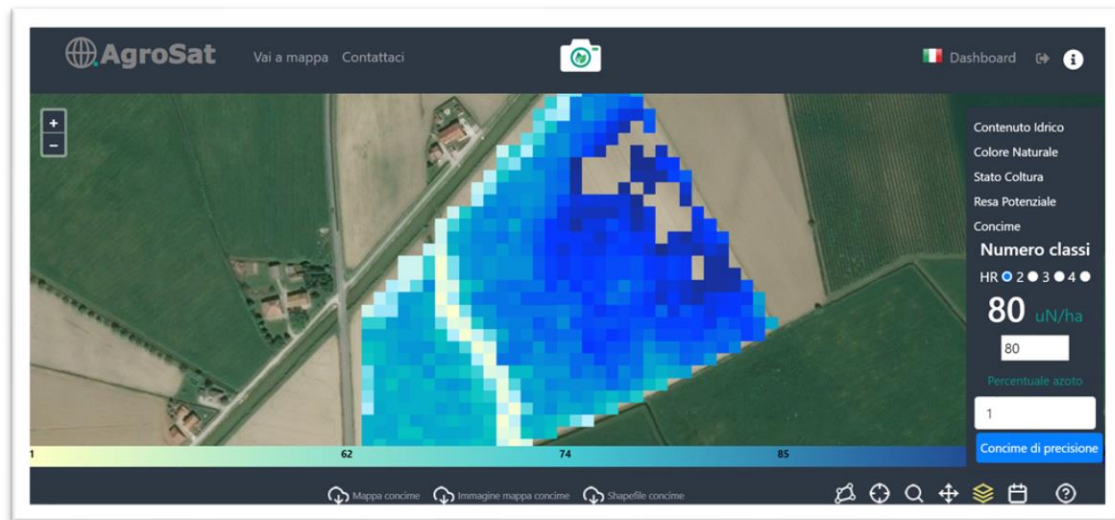 AgroSat
Vai a mappa Contattaci
Dashboard
+
-
Contenuto Idrico
Colore Naturale
Stato Coltura
Resa Potenziale
Concime
Numero classi
HR 2 3 4
80 uN/ha
80
Percentuale azoto
1
Concime di precisione
1 62 74 85
Mappa concime Immagine mappa concime Shapefile concime